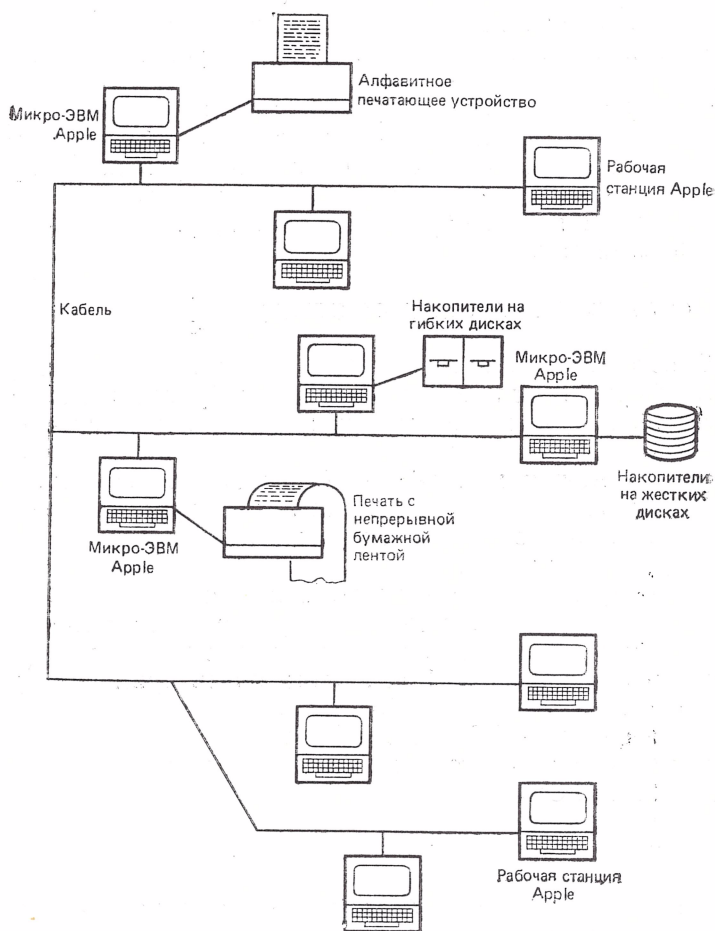 Алфавитное
печатающее устройство
Микро-ЭВМ
Apple
Рабочая
станция Apple
Кабель
Накопители на
гибких дисках
Микро-ЭВМ
Apple
Накопители
на жестких
дисках
Печать с
непрерывной
бумажной
лентой
Микро-ЭВМ
Apple
Рабочая станция
Apple